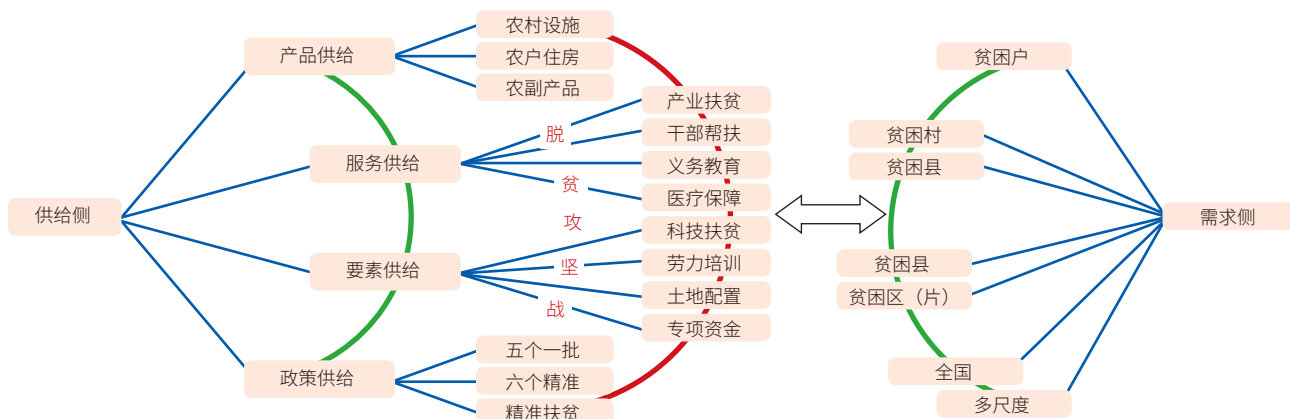 供给侧
产品供给
服务供给
要素供给
政策供给
农村设施
农户住房
农副产品
产业扶贫
干部帮扶
义务教育
医疗保障
科技扶贫
劳力培训
土地配置
专项资金
五个一批
六个精准
精准扶贫
脱
贫
攻
坚
战
贫困户
贫困村
贫困县
贫困县
贫困区（片）
全国
多尺度
需求侧